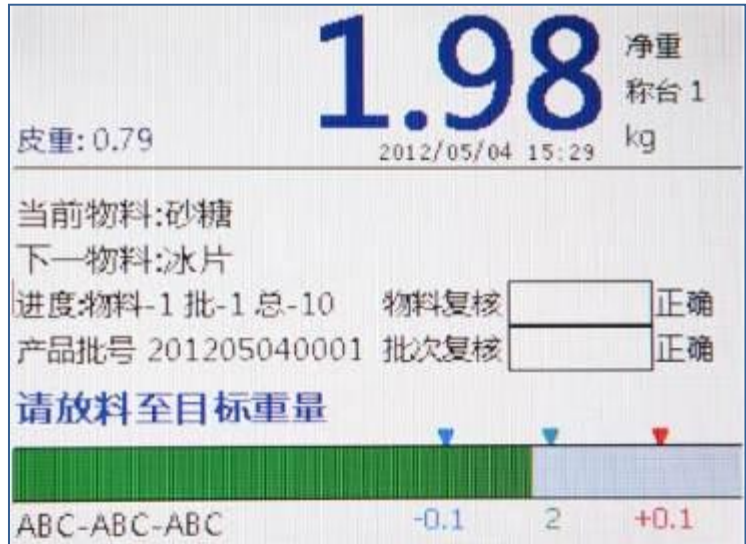 1.98
净重
称台 1
kg
皮重: 0.79
2012/05/04 15:29
当前物料:砂糖
下一物料:冰片
进度:物料-1 批-1 总-10 物料复核 正确
产品批号 201205040001 批次复核 正确
请放料至目标重量
ABC-ABC-ABC -0.1 2 +0.1